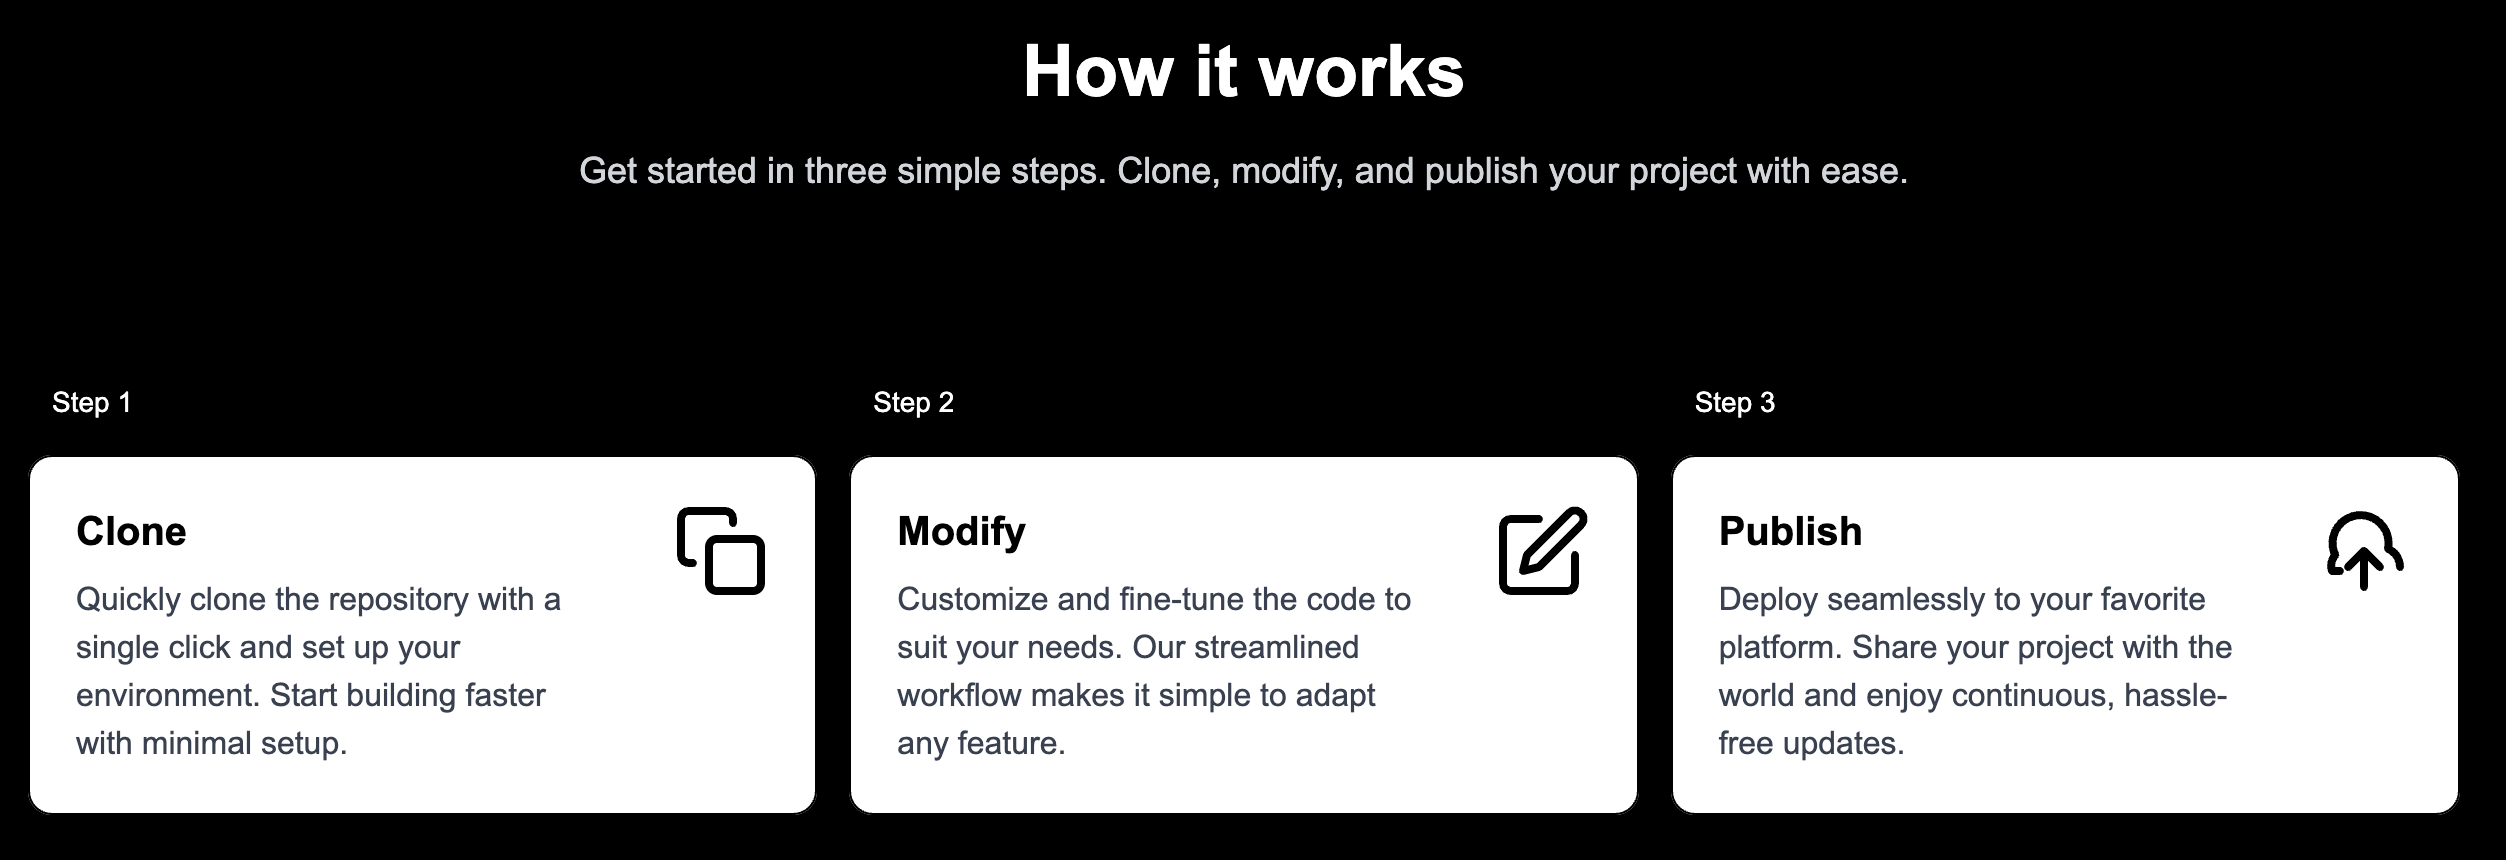 How it works
Get started in three simple steps. Clone, modify, and publish your project with ease.
Step 1
Clone
Quickly clone the repository with a
single click and set up your
environment. Start building faster
with minimal setup.
Step 2
Modify
Customize and fine-tune the code to
suit your needs. Our streamlined
workflow makes it simple to adapt
any feature.
Step 3
Publish
Deploy seamlessly to your favorite
platform. Share your project with the
world and enjoy continuous, hassle-
free updates.